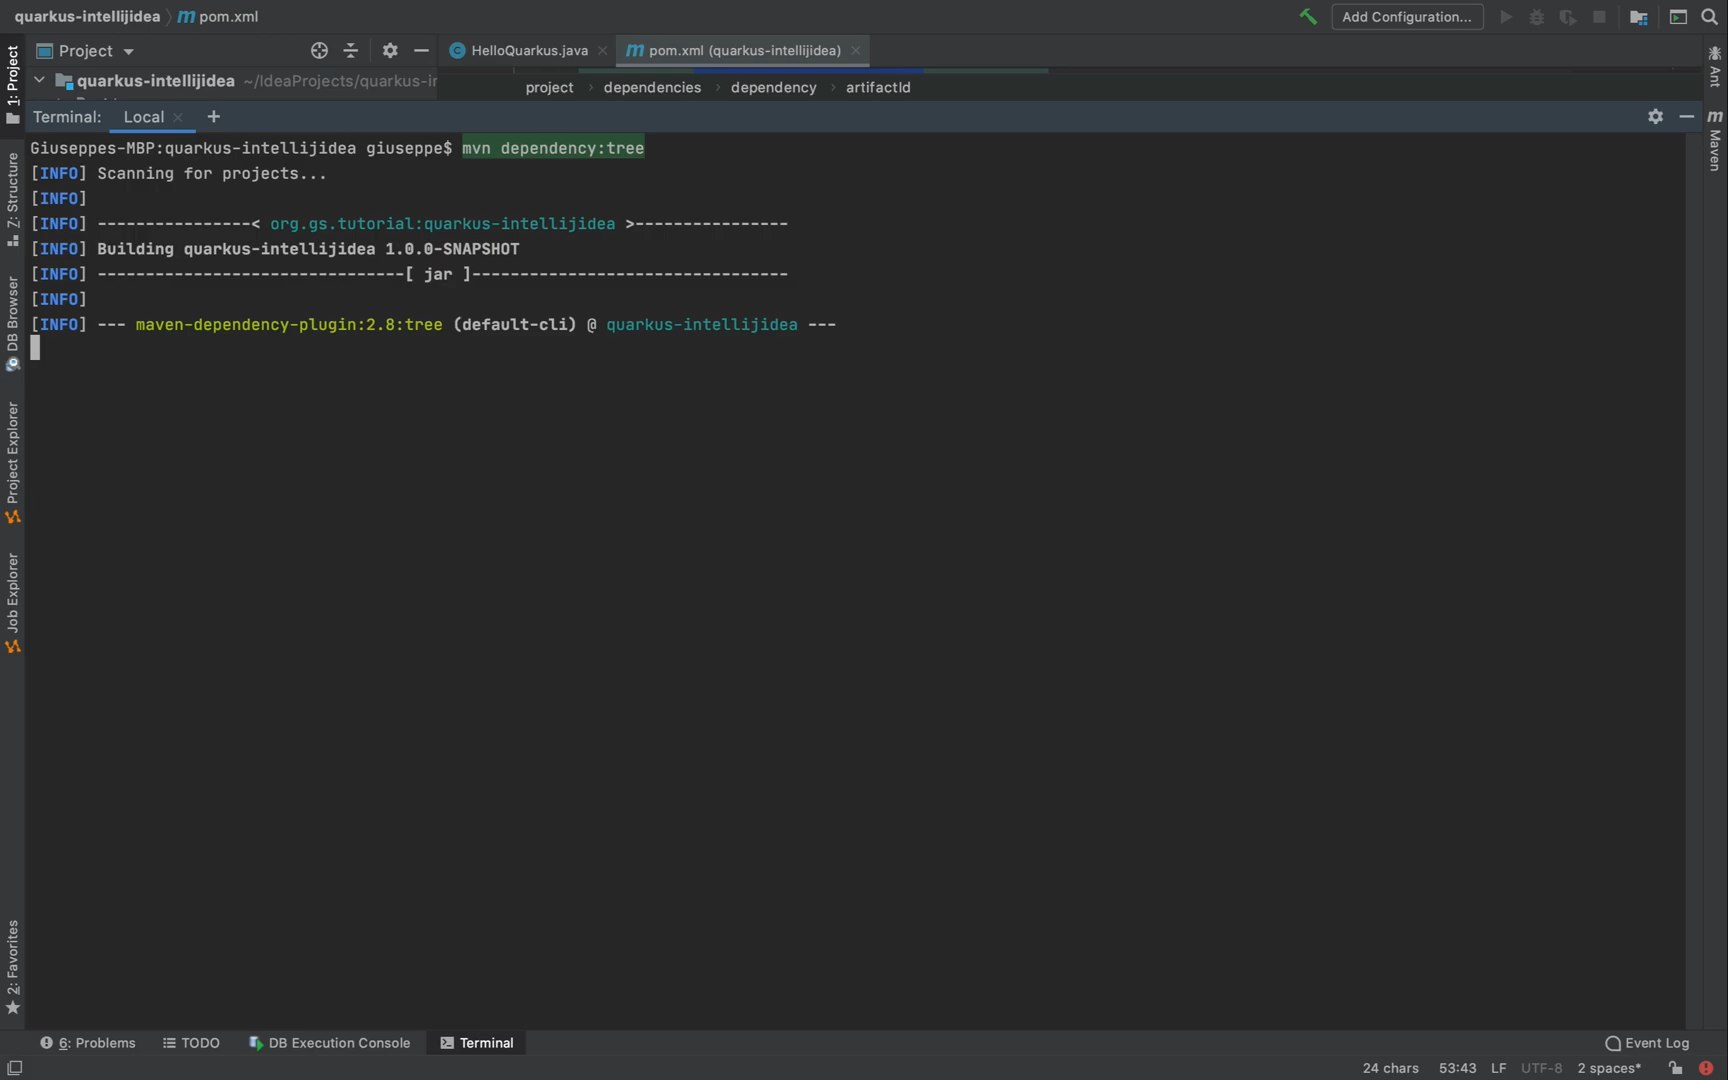 quarkus-intellijidea
pom.xml
Add Configuration...
Project
HelloQuarkus.java
pom.xml (quarkus-intellijidea)
quarkus-intellijidea ~/IdeaProjects/quarkus-ir
project dependencies dependency artifactId
Terminal: Local
Giuseppes-MBP:quarkus-intellijidea giuseppe$ mvn dependency:tree
[INFO] Scanning for projects...
[INFO]
[INFO] ----------------< org.gs.tutorial:quarkus-intellijidea >----------------
[INFO] Building quarkus-intellijidea 1.0.0-SNAPSHOT
[INFO] --------------------------------[ jar ]---------------------------------
[INFO]
[INFO] --- maven-dependency-plugin:2.8:tree (default-cli) @ quarkus-intellijidea ---
1: Project
Z: Structure
DB Browser
Project Explorer
Job Explorer
2: Favorites
Ant
m Maven
6: Problems
TODO
DB Execution Console
Terminal
Event Log
24 chars 53:43 LF UTF-8 2 spaces*